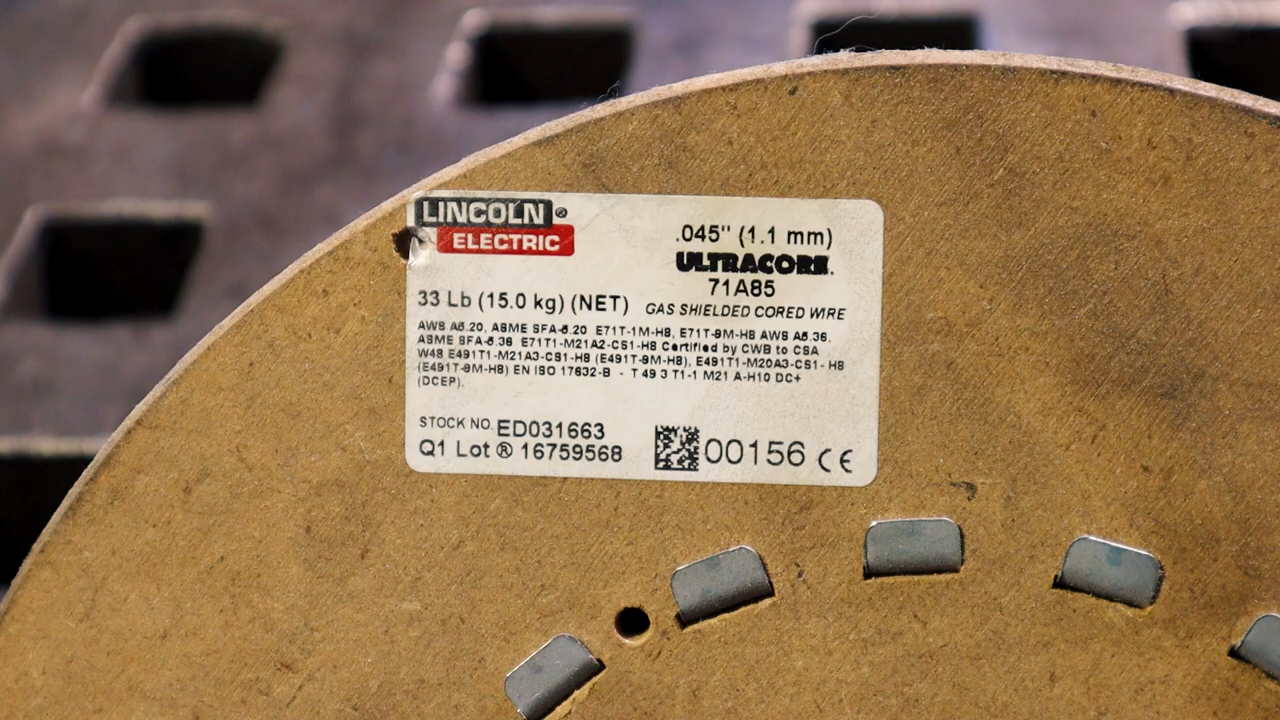 LINCOLN ®
ELECTRIC
.045" (1.1 mm)
ULTRACORE®
71A85
33 Lb (15.0 kg) (NET)
GAS SHIELDED CORED WIRE
AWS A5.20, ASME SFA-5.20 E71T-1M-H8, E71T-9M-H8 AWS A5.36,
ASME SFA-5.36 E71T1-M21A2-CS1-H8 Certified by CWB to CSA
W48 E491T1-M21A3-CS1-H8 (E491T-9M-H8), E491T1-M20A3-CS1-H8
(E491T-9M-H8) EN ISO 17632-B - T 49 3 T1-1 M21 A-H10 DC+
(DCEP).
STOCK NO. ED031663
Q1 Lot ® 16759568
00156 CE